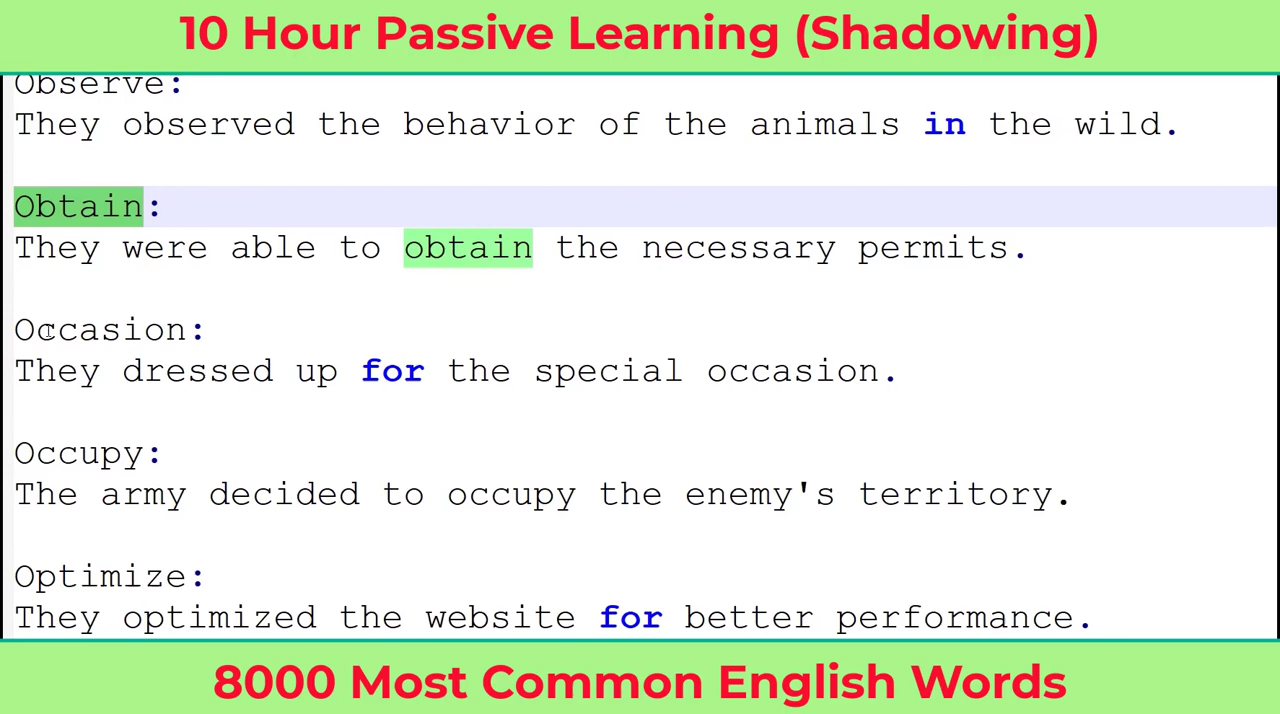 10 Hour Passive Learning (Shadowing)
Observe:
They observed the behavior of the animals in the wild.
Obtain:
They were able to obtain the necessary permits.
Occasion:
They dressed up for the special occasion.
Occupy:
The army decided to occupy the enemy's territory.
Optimize:
They optimized the website for better performance.
8000 Most Common English Words